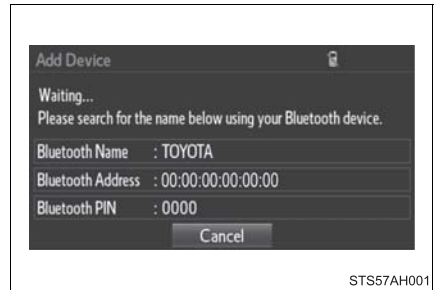 Add Device
Waiting...
Please search for the name below using your Bluetooth device.
Bluetooth Name : TOYOTA
Bluetooth Address : 00:00:00:00:00:00
Bluetooth PIN : 0000
Cancel
STS57AH001